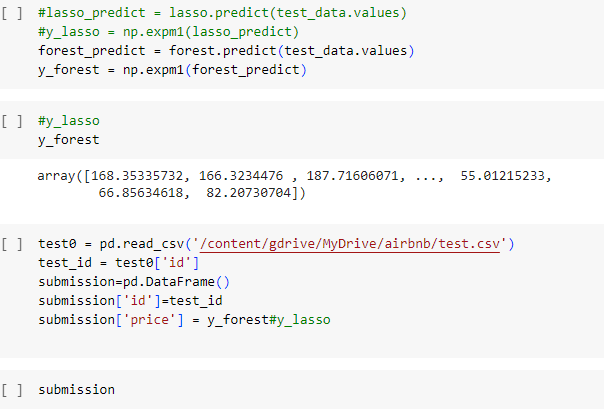 [ ] #lasso_predict = lasso.predict(test_data.values)
#y_lasso = np.expm1(lasso_predict)
forest_predict = forest.predict(test_data.values)
y_forest = np.expm1(forest_predict)
[ ] #y_lasso
y_forest
array([168.35335732, 166.3234476 , 187.71606071, ...,  55.01215233,
66.85634618,  82.20730704])
[ ] test0 = pd.read_csv('/content/gdrive/MyDrive/airbnb/test.csv')
test_id = test0['id']
submission=pd.DataFrame()
submission['id']=test_id
submission['price'] = y_forest#y_lasso
[ ] submission